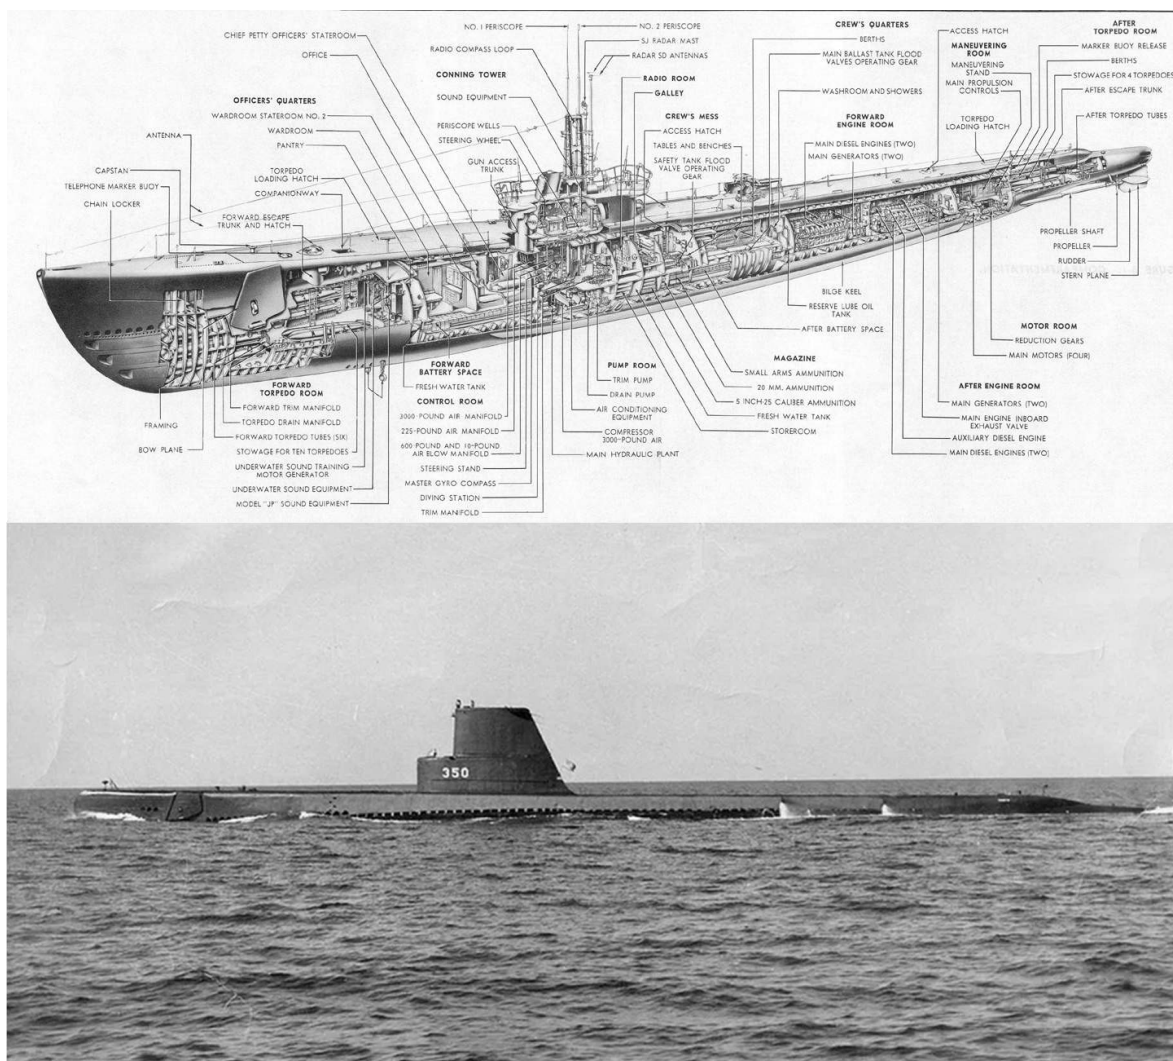 NO. 1 PERISCOPE
NO. 2 PERISCOPE
SJ RADAR MAST
RADAR SD ANTENNAS
RADIO COMPASS LOOP
CHIEF PETTY OFFICERS' STATEROOM
OFFICE
CONNING TOWER
SOUND EQUIPMENT
PERISCOPE WELLS
STEERING WHEEL
GUN ACCESS
TRUNK
OFFICERS' QUARTERS
WARDROOM STATEROOM NO. 2
WARDROOM
PANTRY
TORPEDO
LOADING HATCH
COMPANIONWAY
ANTENNA
CAPSTAN
TELEPHONE MARKER BUOY
CHAIN LOCKER
FORWARD ESCAPE
TRUNK AND HATCH
RADIO ROOM
GALLEY
CREW'S MESS
ACCESS HATCH
TABLES AND BENCHES
SAFETY TANK FLOOD
VALVE OPERATING
GEAR
CREW'S QUARTERS
BERTHS
MAIN BALLAST TANK FLOOD
VALVES OPERATING GEAR
WASHROOM AND SHOWERS
FORWARD
ENGINE ROOM
MAIN DIESEL ENGINES (TWO)
MAIN GENERATORS (TWO)
ACCESS HATCH
MANEUVERING
ROOM
MANEUVERING
STAND
MAIN PROPULSION
CONTROLS
TORPEDO
LOADING HATCH
AFTER
TORPEDO ROOM
MARKER BUOY RELEASE
BERTHS
STOWAGE FOR 4 TORPEDOES
AFTER ESCAPE TRUNK
AFTER TORPEDO TUBES
PROPELLER SHAFT
PROPELLER
RUDDER
STERN PLANE
BILGE KEEL
RESERVE LUBE OIL
TANK
AFTER BATTERY SPACE
MOTOR ROOM
REDUCTION GEARS
MAIN MOTORS (FOUR)
AFTER ENGINE ROOM
MAIN GENERATORS (TWO)
MAIN ENGINE INBOARD
EXHAUST VALVE
AUXILIARY DIESEL ENGINE
MAIN DIESEL ENGINES (TWO)
MAGAZINE
SMALL ARMS AMMUNITION
20 MM. AMMUNITION
5 INCH-25 CALIBER AMMUNITION
FRESH WATER TANK
STOREROOM
PUMP ROOM
TRIM PUMP
DRAIN PUMP
AIR CONDITIONING
EQUIPMENT
COMPRESSOR
3000-POUND AIR
MAIN HYDRAULIC PLANT
FORWARD
BATTERY SPACE
FRESH WATER TANK
CONTROL ROOM
3000-POUND AIR MANIFOLD
225-POUND AIR MANIFOLD
600-POUND AND 10-POUND
AIR BLOW MANIFOLD
STEERING STAND
MASTER GYRO COMPASS
DIVING STATION
TRIM MANIFOLD
FORWARD
TORPEDO ROOM
FORWARD TRIM MANIFOLD
TORPEDO DRAIN MANIFOLD
FORWARD TORPEDO TUBES (SIX)
STOWAGE FOR TEN TORPEDOES
UNDERWATER SOUND TRAINING
MOTOR GENERATOR
UNDERWATER SOUND EQUIPMENT
MODEL "JP" SOUND EQUIPMENT
FRAMING
BOW PLANE
350